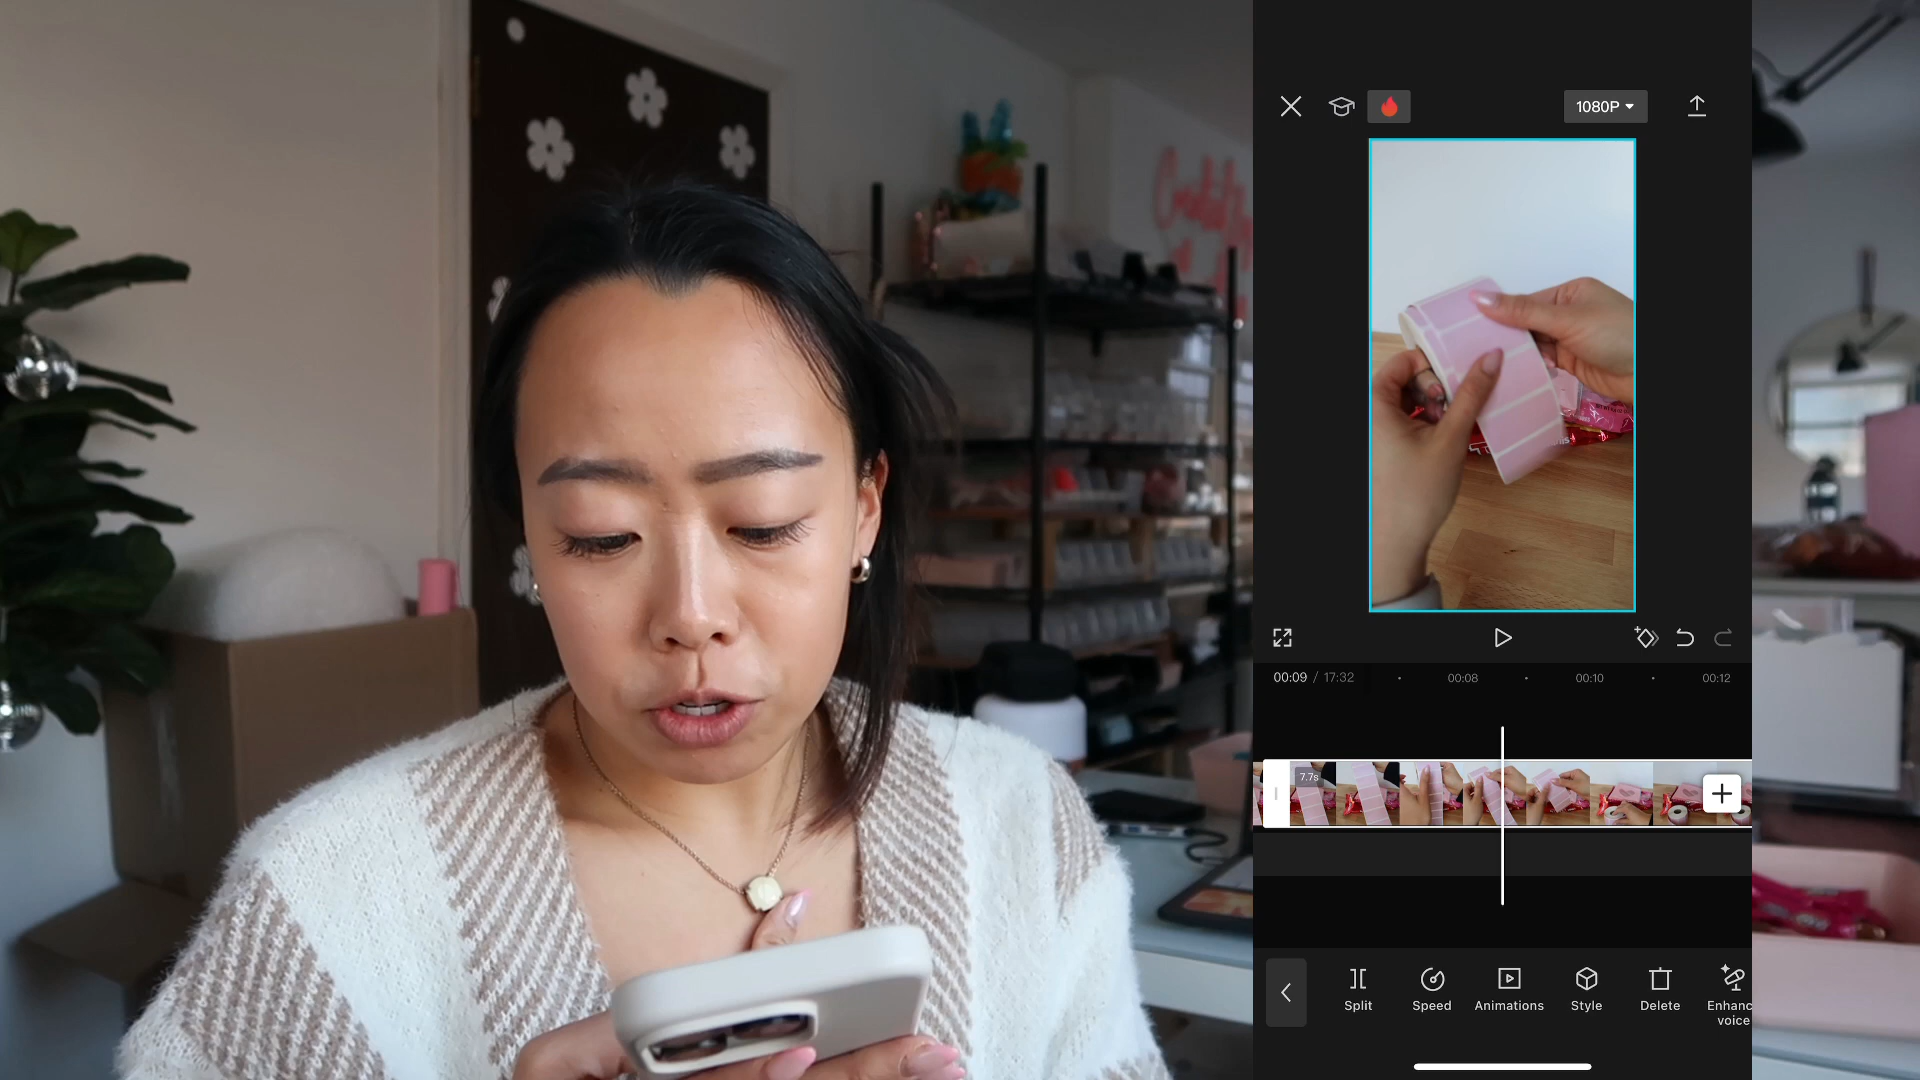 1080P
00:09 / 17:32
00:08
00:10
00:12
7.7s
Split
Speed
Animations
Style
Delete
Enhanc
voice